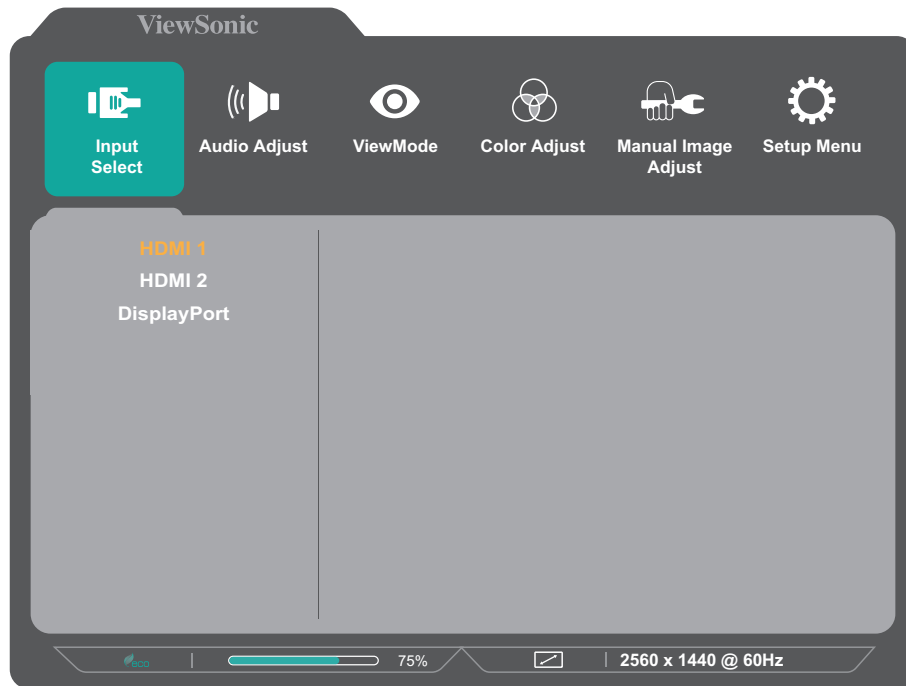 ViewSonic
Input
Select
Audio Adjust
ViewMode
Color Adjust
Manual Image
Adjust
Setup Menu
HDMI 1
HDMI 2
DisplayPort
eco
75%
2560 x 1440 @ 60Hz